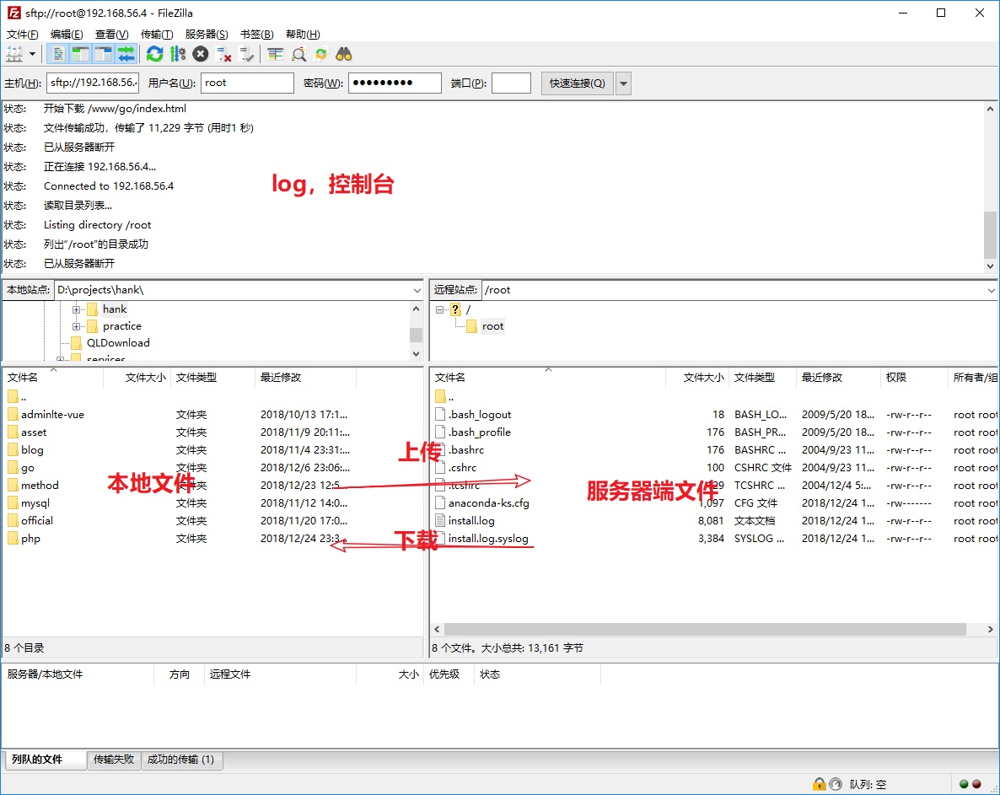 sftp://root@192.168.56.4 - FileZilla
文件(F) 编辑(E) 查看(V) 传输(T) 服务器(S) 书签(B) 帮助(H)
主机(H): sftp://192.168.56. 用户名(U): root 密码(W): ●●●●●●●●● 端口(P): 快速连接(Q)
状态: 开始下载 /www/go/index.html
状态: 文件传输成功，传输了 11,229 字节 (用时1 秒)
状态: 已从服务器断开
状态: 正在连接 192.168.56.4...
状态: Connected to 192.168.56.4
log，控制台
状态: 读取目录列表...
状态: Listing directory /root
状态: 列出“/root”的目录成功
状态: 已从服务器断开
本地站点: D:\projects\hank\
hank
practice
QLDownload
services
远程站点: /root
/
root
文件名 文件大小 文件类型 最近修改
..
adminlte-vue 文件夹 2018/10/13 17:1...
asset 文件夹 2018/11/9 20:11:...
blog 文件夹 2018/11/4 23:31:...
go 文件夹 2018/12/6 23:06:...
method 文件夹 2018/12/23 12:5...
mysql 文件夹 2018/11/12 14:0...
official 文件夹 2018/11/20 17:0...
php 文件夹 2018/12/24 23:3...
本地文件
8 个目录
上传
下载
文件名 文件大小 文件类型 最近修改 权限 所有者/组
..
.bash_logout 18 BASH_LO... 2009/5/20 18... -rw-r--r-- root root
.bash_profile 176 BASH_PR... 2009/5/20 18... -rw-r--r-- root root
.bashrc 176 BASHRC ... 2004/9/23 11... -rw-r--r-- root root
.cshrc 100 CSHRC 文件 2004/9/23 11... -rw-r--r-- root root
.tcshrc 29 TCSHRC ... 2004/12/4 5:... -rw-r--r-- root root
anaconda-ks.cfg 1,097 CFG 文件 2018/12/24 1... -rw------- root root
install.log 8,081 文本文档 2018/12/24 1... -rw-r--r-- root root
install.log.syslog 3,384 SYSLOG ... 2018/12/24 1... -rw-r--r-- root root
服务器端文件
8 个文件。大小总共: 13,161 字节
服务器/本地文件 方向 远程文件 大小 优先级 状态
列队的文件 传输失败 成功的传输 (1)
队列: 空